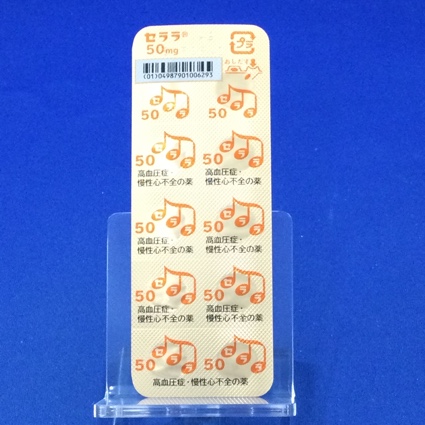 セララ®
50mg
プラ
おしだす
(01)04987901006293
セララ セララ
50 セララ 50 セララ
高血圧症・ 高血圧症・
慢性心不全の薬 慢性心不全の薬
50 セララ 50 セララ
高血圧症・ 高血圧症・
慢性心不全の薬 慢性心不全の薬
50 セララ 50 セララ
高血圧症・ 高血圧症・
慢性心不全の薬 慢性心不全の薬
50 セララ 50 セララ
高血圧症・慢性心不全の薬